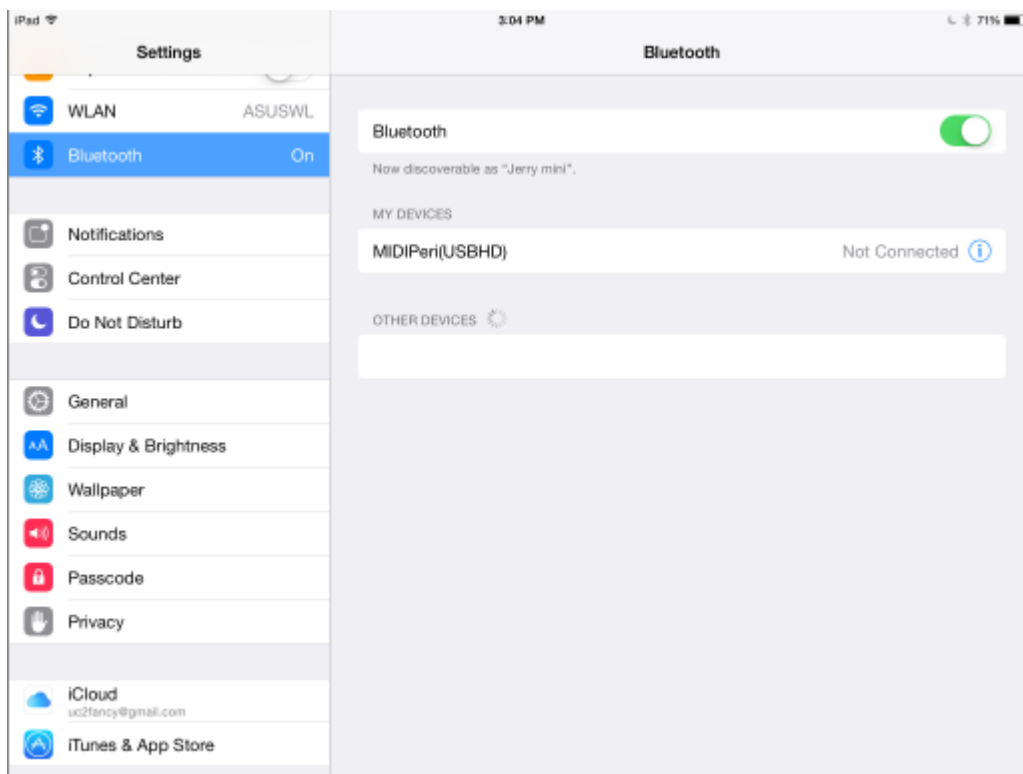 iPad 3:04 PM 71%
Settings
Bluetooth
WLAN ASUSWL
Bluetooth On
Notifications
Control Center
Do Not Disturb
General
Display & Brightness
AA
Wallpaper
Sounds
Passcode
Privacy
iCloud
uc2fancy@gmail.com
iTunes & App Store
Bluetooth
Now discoverable as "Jerry mini".
MY DEVICES
MIDIPeri(USBHD) Not Connected
OTHER DEVICES